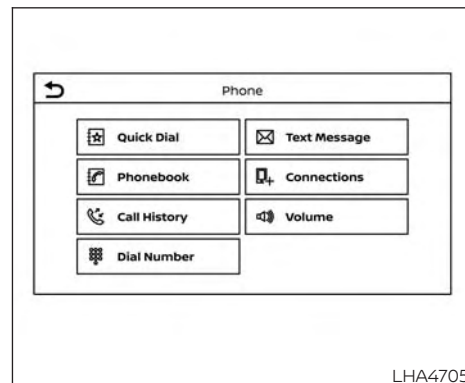 Phone
Quick Dial
Text Message
Phonebook
Connections
Call History
Volume
Dial Number
LHA4705